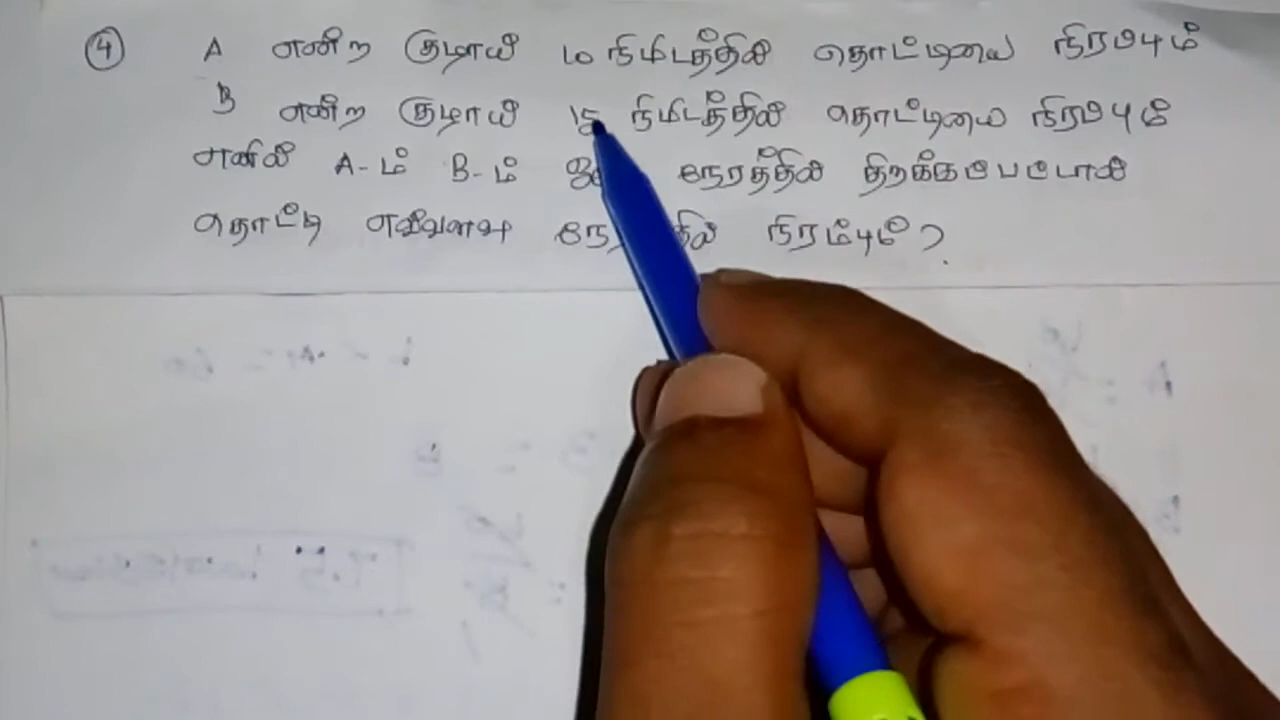 ④ A என்ற குழாய் 10 நிமிடத்தில் தொட்டியை நிரப்பும்
B என்ற குழாய் 15 நிமிடத்தில் தொட்டியை நிரப்பும்
எனில் A-ம் B-ம் நேரத்தில் திறக்கப்பட்டால்
தொட்டி எவ்வளவு நிரம்பும்?